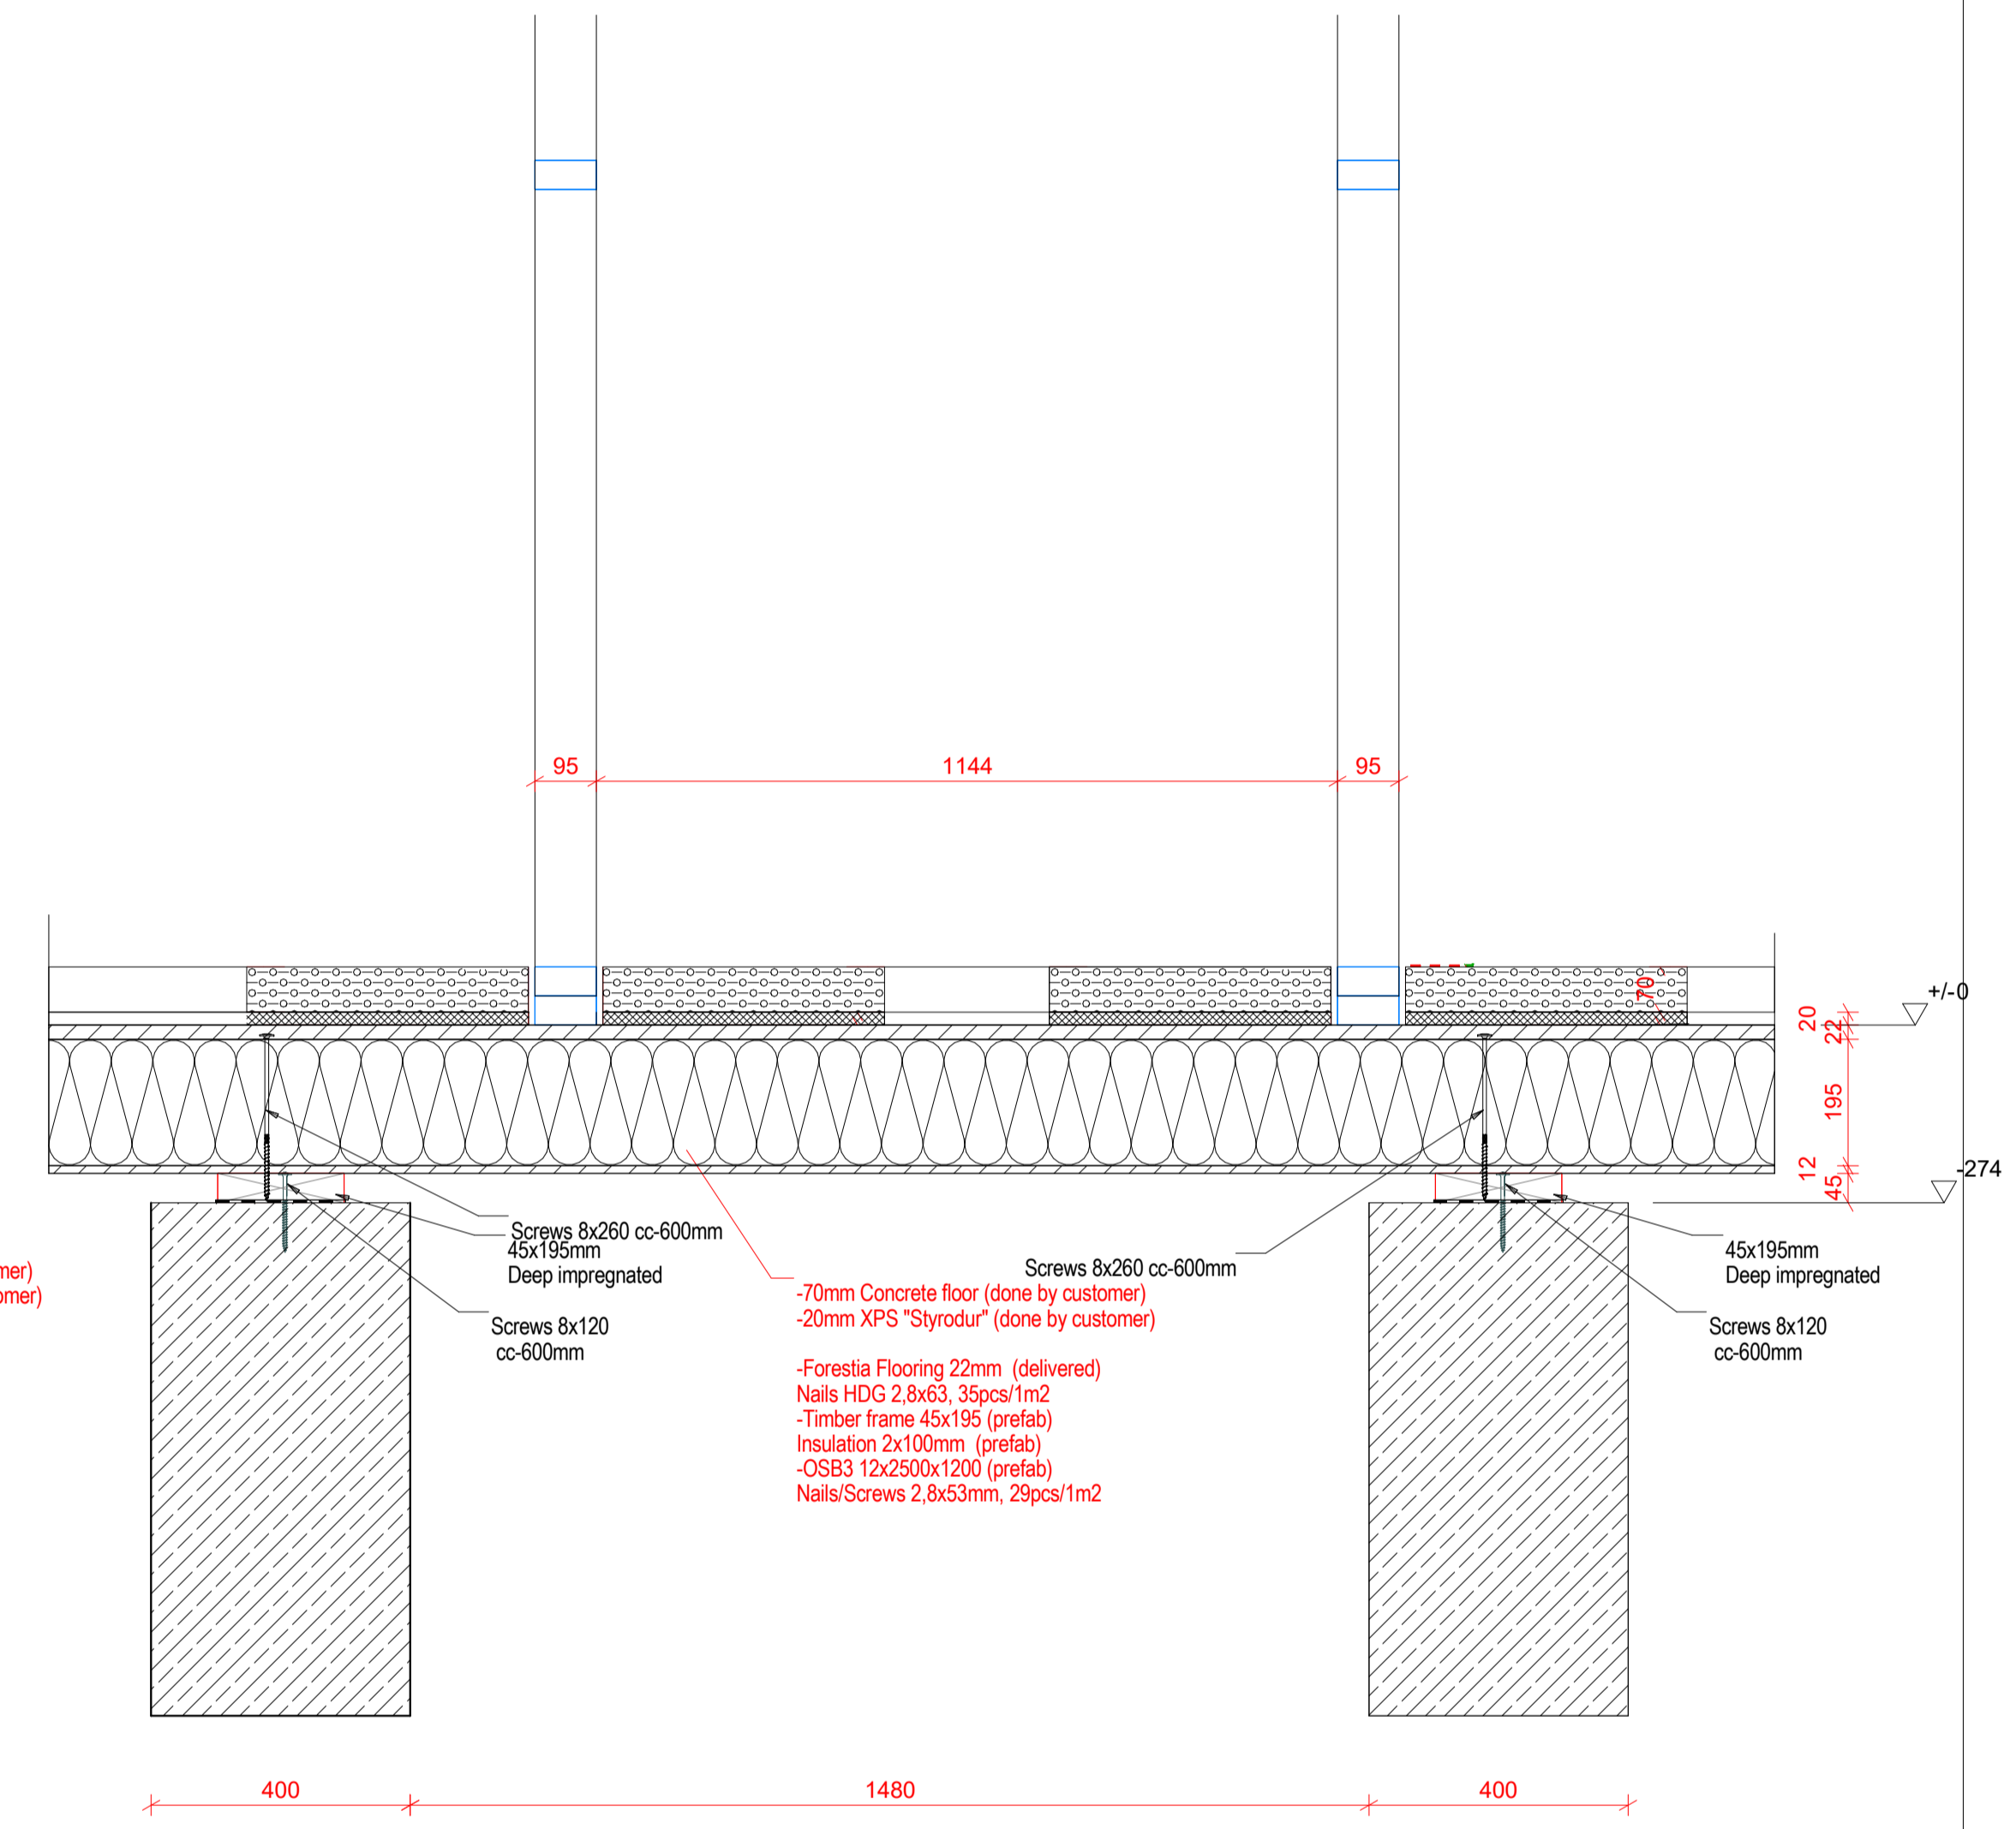 95
1144
95
+/-0
70
20
22
195
12
45
-274
Screws 8x260 cc-600mm
45x195mm
Deep impregnated
Screws 8x120
cc-600mm
mer)
omer)
Screws 8x260 cc-600mm
-70mm Concrete floor (done by customer)
-20mm XPS "Styrodur" (done by customer)
-Forestia Flooring 22mm (delivered)
Nails HDG 2,8x63, 35pcs/1m2
-Timber frame 45x195 (prefab)
Insulation 2x100mm (prefab)
-OSB3 12x2500x1200 (prefab)
Nails/Screws 2,8x53mm, 29pcs/1m2
45x195mm
Deep impregnated
Screws 8x120
cc-600mm
400
1480
400